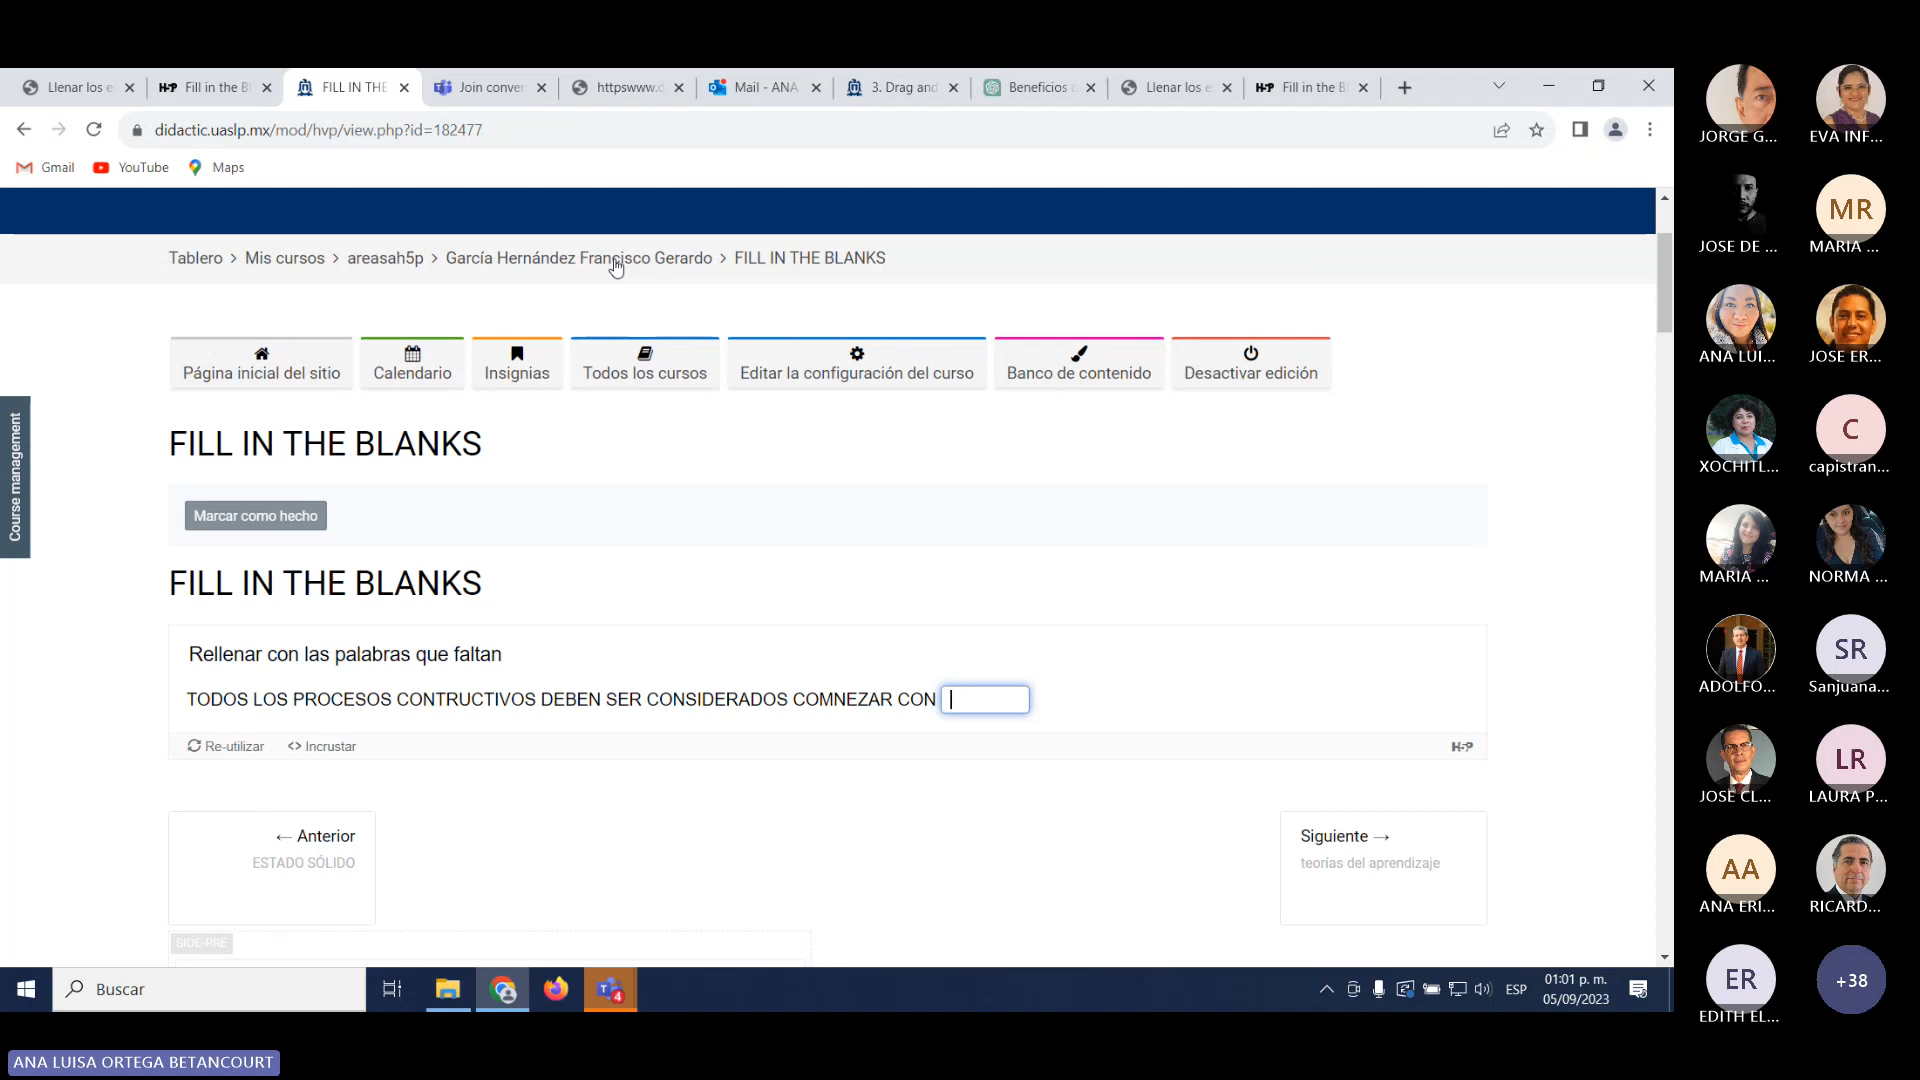 Llenar los e
H-P Fill in the Bl
FILL IN THE
Join conver
httpswww.d
Mail - ANA
3. Drag and
Beneficios
Llenar los e
H-P Fill in the Bl
didactic.uaslp.mx/mod/hvp/view.php?id=182477
Gmail
YouTube
Maps
Tablero > Mis cursos > areasah5p > García Hernández Francisco Gerardo > FILL IN THE BLANKS
Página inicial del sitio
Calendario
Insignias
Todos los cursos
Editar la configuración del curso
Banco de contenido
Desactivar edición
Course management
FILL IN THE BLANKS
Marcar como hecho
FILL IN THE BLANKS
Rellenar con las palabras que faltan
TODOS LOS PROCESOS CONTRUCTIVOS DEBEN SER CONSIDERADOS COMNEZAR CON
Re-utilizar
<> Incrustar
H-P
← Anterior
ESTADO SÓLIDO
Siguiente →
teorías del aprendizaje
SIDE-PRE
Buscar
4
ESP
01:01 p. m.
05/09/2023
JORGE G...
EVA INF...
JOSE DE ...
MR
MARIA ...
ANA LUI...
JOSE ER...
XOCHITL...
C
capistran...
MARIA ...
NORMA ...
ADOLFO...
SR
Sanjuana...
JOSE CL...
LR
LAURA P...
AA
ANA ERI...
RICARD...
ER
EDITH EL...
+38
ANA LUISA ORTEGA BETANCOURT